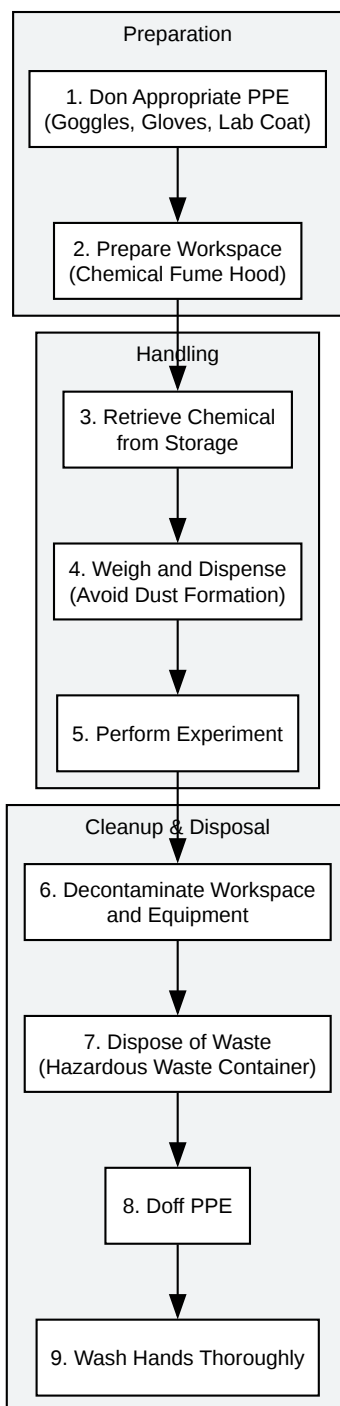 Preparation
1. Don Appropriate PPE
(Goggles, Gloves, Lab Coat)
2. Prepare Workspace
(Chemical Fume Hood)
Handling
3. Retrieve Chemical
from Storage
4. Weigh and Dispense
(Avoid Dust Formation)
5. Perform Experiment
Cleanup & Disposal
6. Decontaminate Workspace
and Equipment
7. Dispose of Waste
(Hazardous Waste Container)
8. Doff PPE
9. Wash Hands Thoroughly